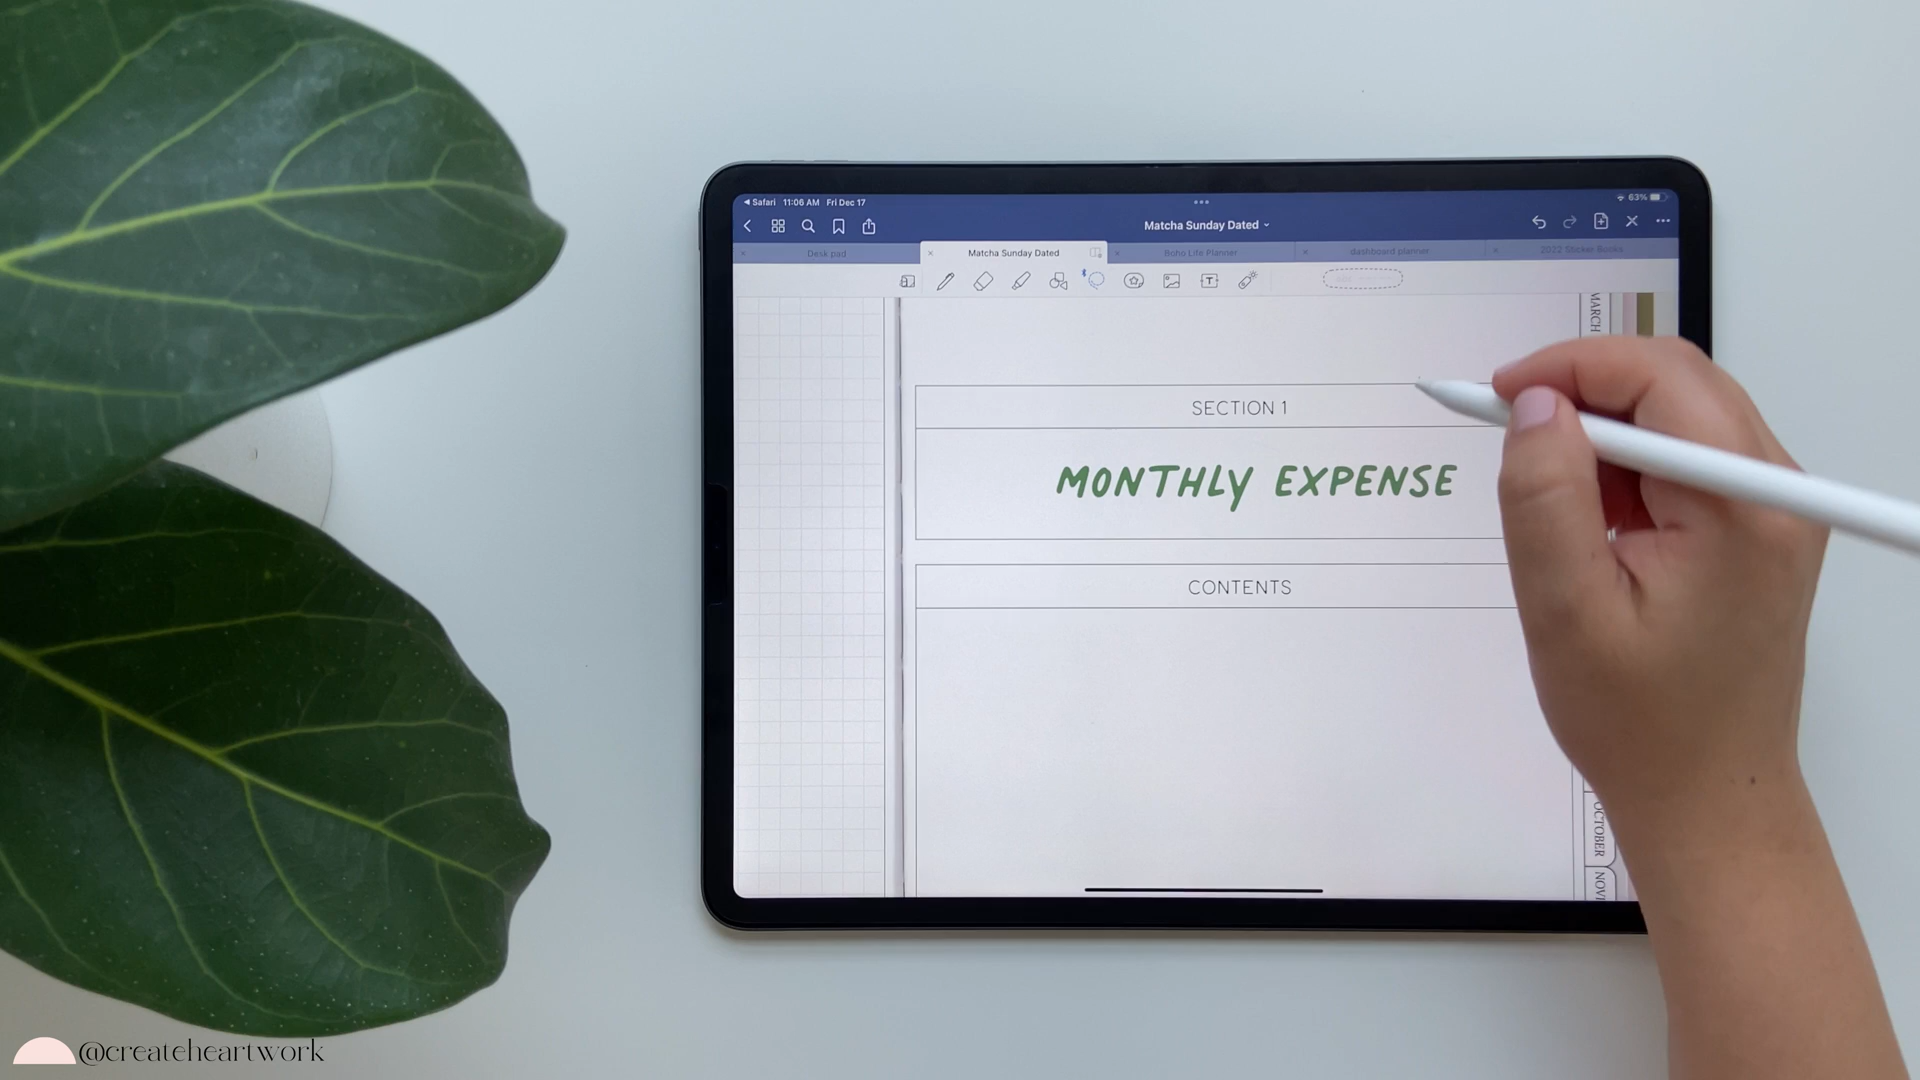 Safari 11:06 AM Fri Dec 17
63%
Matcha Sunday Dated
Desk pad
Matcha Sunday Dated
Boho Life Planner
dashboard planner
2022 Sticker Books
MARCH
SECTION 1
MONTHLY EXPENSE
CONTENTS
OCTOBER
@createheartwork